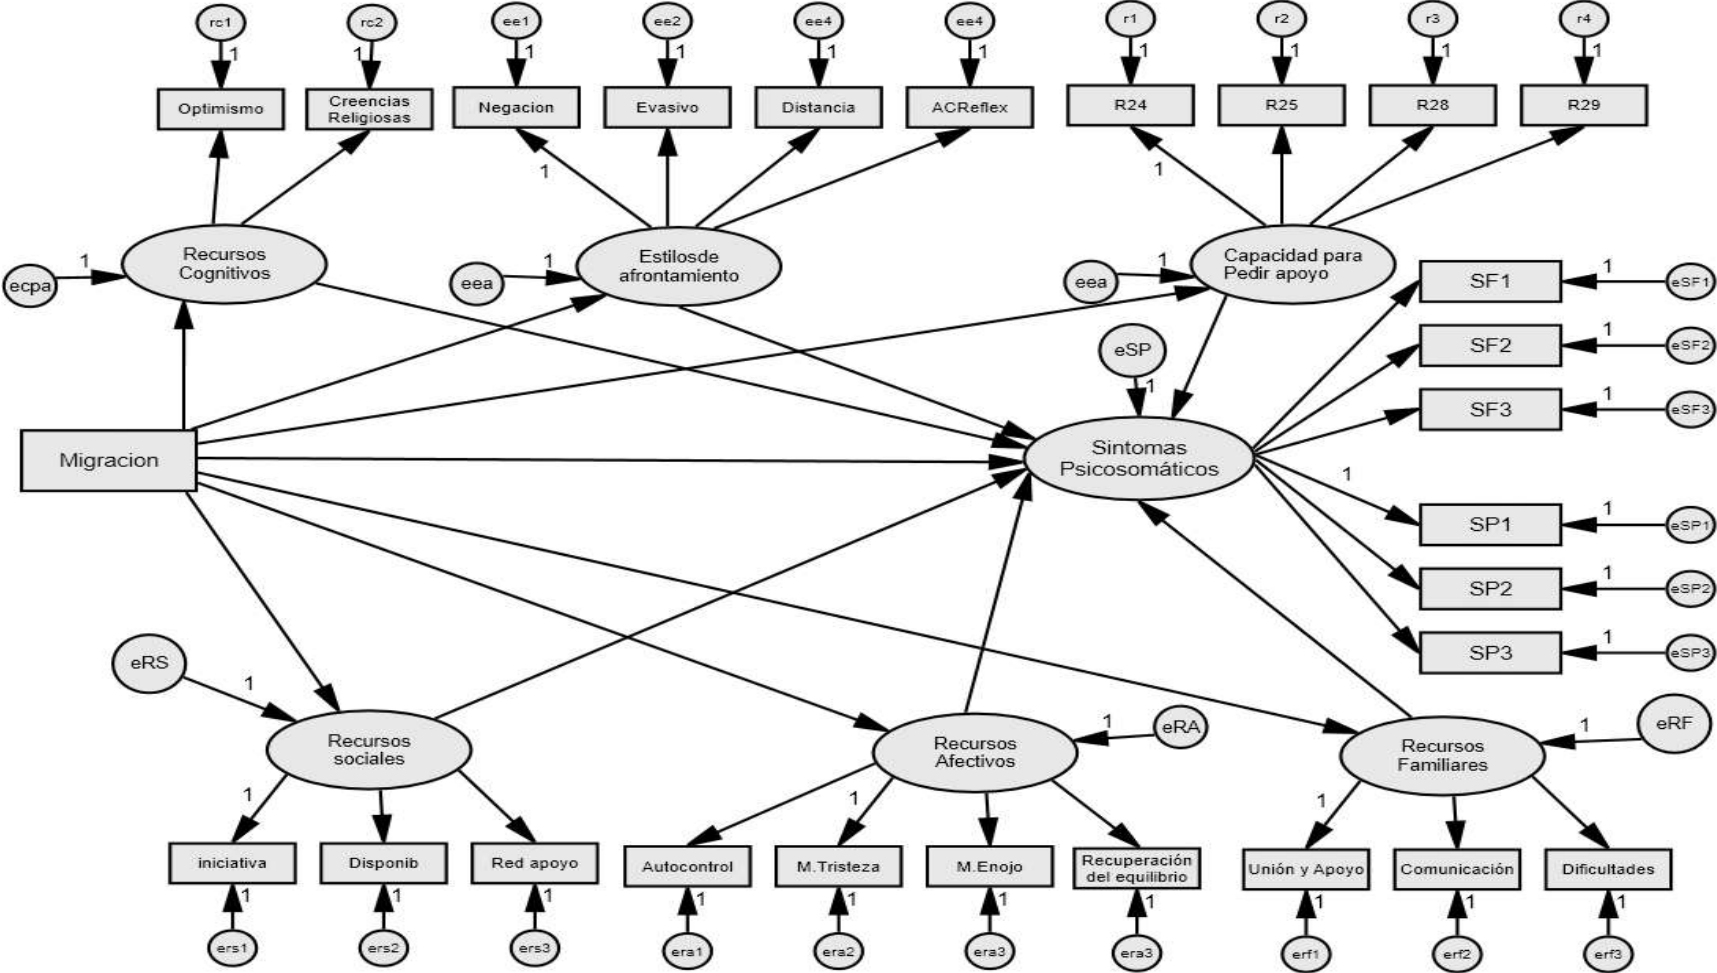 rc1
rc2
ee1
ee2
ee4
ee4
r1
r2
r3
r4
1
1
1
1
1
1
1
1
1
1
Optimismo
Creencias
Religiosas
Negacion
Evasivo
Distancia
ACReflex
R24
R25
R28
R29
1
1
Recursos
Cognitivos
Estilosde
afrontamiento
Capacidad para
Pedir apoyo
ecpa
1
eea
1
eea
1
SF1
1
eSF1
SF2
1
eSF2
SF3
1
eSF3
eSP
1
Migracion
Sintomas
Psicosomáticos
1
SP1
1
eSP1
SP2
1
eSP2
SP3
1
eSP3
eRS
1
Recursos
sociales
Recursos
Afectivos
1
eRA
Recursos
Familiares
1
eRF
1
1
1
iniciativa
Disponib
Red apoyo
Autocontrol
M.Tristeza
M.Enojo
Recuperación
del equilibrio
Unión y Apoyo
Comunicación
Dificultades
1
1
1
1
1
1
1
1
1
1
ers1
ers2
ers3
era1
era2
era3
era3
erf1
erf2
erf3